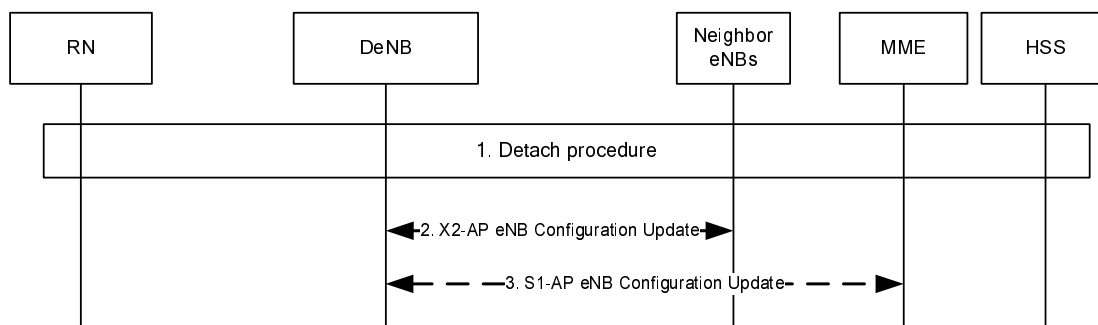 RN
DeNB
Neighbor
eNBs
MME
HSS
1. Detach procedure
2. X2-AP eNB Configuration Update
3. S1-AP eNB Configuration Update